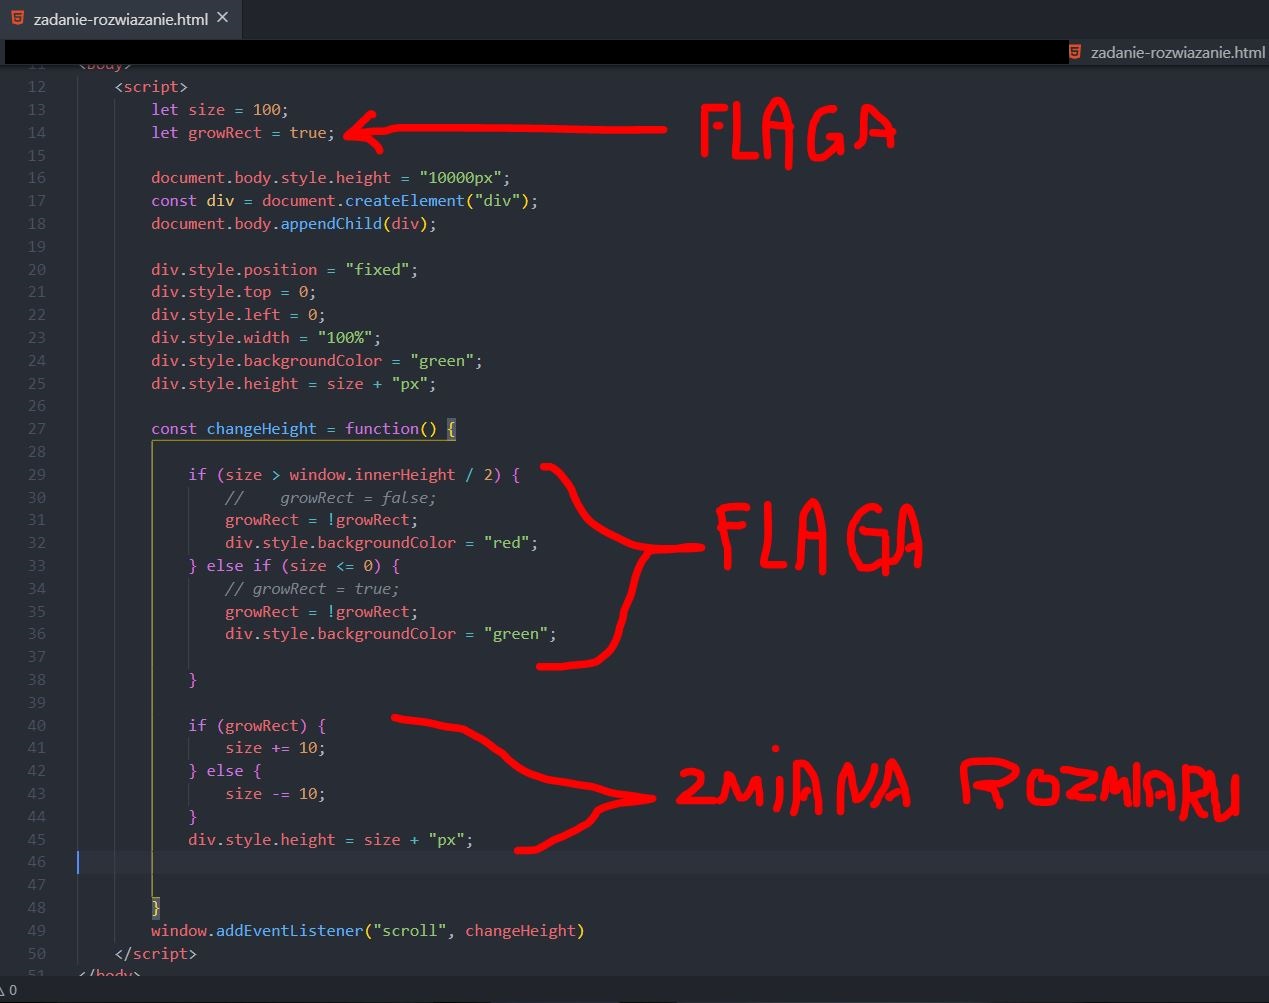 zadanie-rozwiazanie.html ×
zadanie-rozwiazanie.html
11 <body>
12 <script>
13 let size = 100;
14 let growRect = true;
FLAGA
15
16 document.body.style.height = "10000px";
17 const div = document.createElement("div");
18 document.body.appendChild(div);
19
20 div.style.position = "fixed";
21 div.style.top = 0;
22 div.style.left = 0;
23 div.style.width = "100%";
24 div.style.backgroundColor = "green";
25 div.style.height = size + "px";
26
27 const changeHeight = function() {
28
29 if (size > window.innerHeight / 2) {
30 // growRect = false;
31 growRect = !growRect;
32 div.style.backgroundColor = "red";
FLAGA
33 } else if (size <= 0) {
34 // growRect = true;
35 growRect = !growRect;
36 div.style.backgroundColor = "green";
37
38 }
39
40 if (growRect) {
41 size += 10;
42 } else {
43 size -= 10;
ZMIANA ROZMIARU
44 }
45 div.style.height = size + "px";
46
47
48 }
49 window.addEventListener("scroll", changeHeight)
50 </script>
51 </body>
0